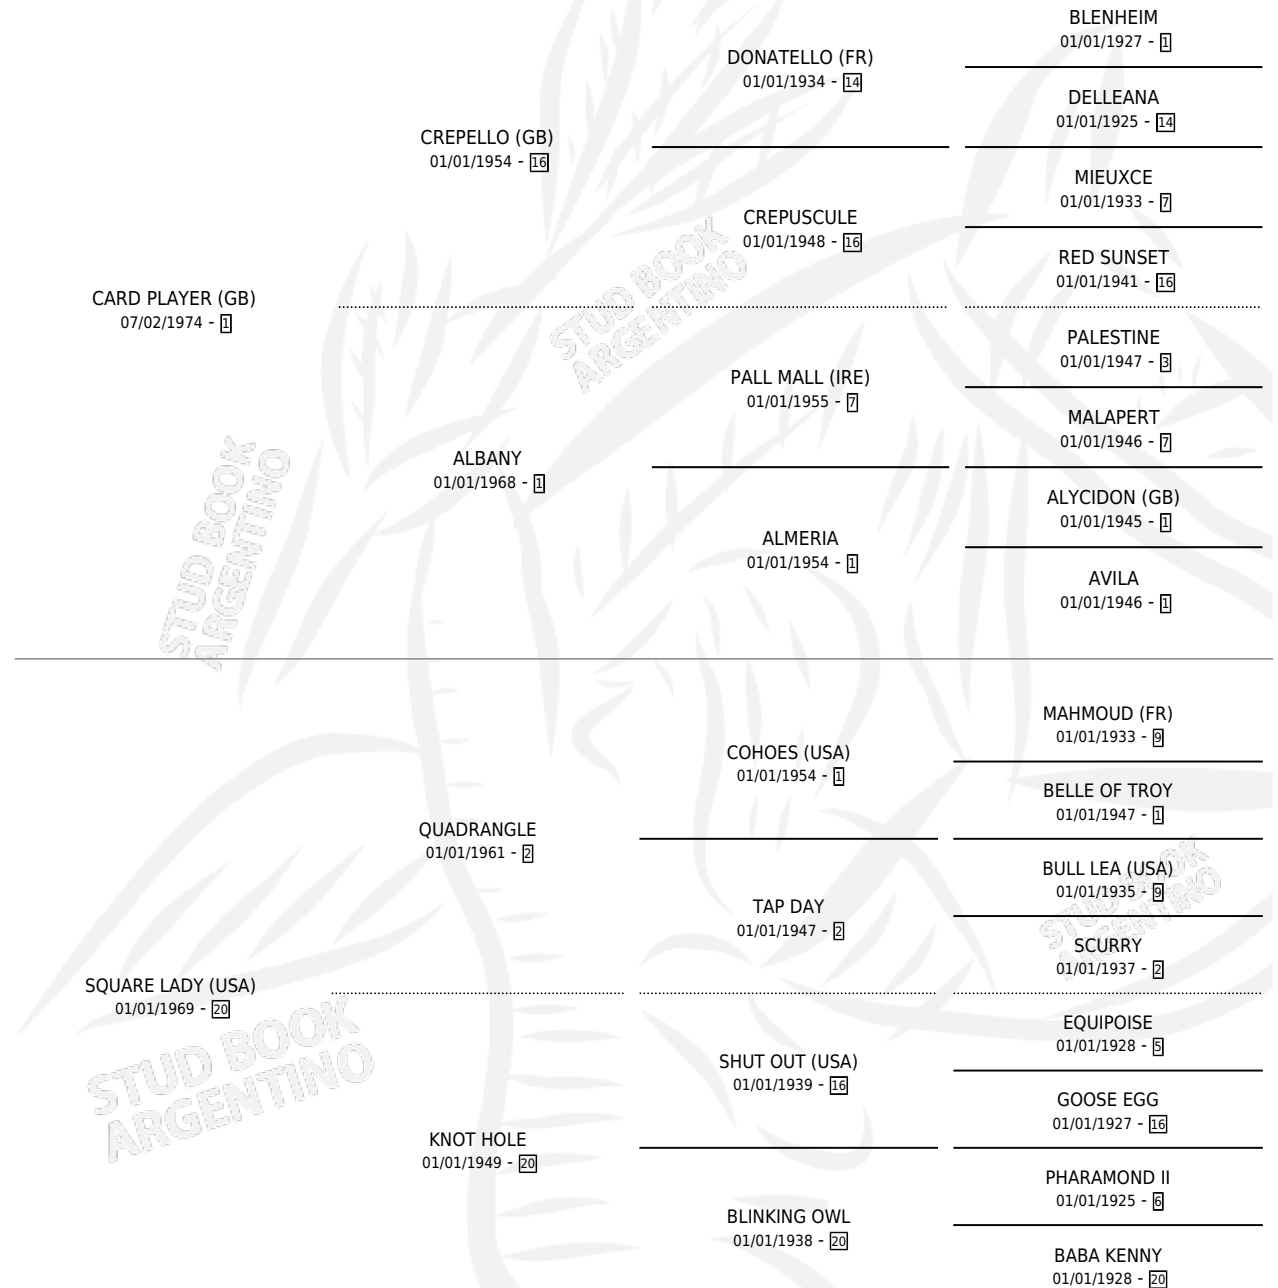 BLENHEIM
01/01/1927 - 1
DONATELLO (FR)
01/01/1934 - 14
DELLEANA
01/01/1925 - 14
CREPELLO (GB)
01/01/1954 - 16
MIEUXCE
01/01/1933 - 7
CREPUSCULE
01/01/1948 - 16
RED SUNSET
01/01/1941 - 16
CARD PLAYER (GB)
07/02/1974 - 1
STUD BOOK
ARGENTINO
PALESTINE
01/01/1947 - 3
PALL MALL (IRE)
01/01/1955 - 7
MALAPERT
01/01/1946 - 7
ALBANY
01/01/1968 - 1
ALYCIDON (GB)
01/01/1945 - 1
ALMERIA
01/01/1954 - 1
AVILA
01/01/1946 - 1
STUD BOOK
ARGENTINO
MAHMOUD (FR)
01/01/1933 - 9
COHOES (USA)
01/01/1954 - 1
BELLE OF TROY
01/01/1947 - 1
QUADRANGLE
01/01/1961 - 2
BULL LEA (USA)
01/01/1935 - 9
STUD BOOK
ARGENTINO
TAP DAY
01/01/1947 - 2
SCURRY
01/01/1937 - 2
SQUARE LADY (USA)
01/01/1969 - 20
STUD BOOK
ARGENTINO
EQUIPOISE
01/01/1928 - 5
SHUT OUT (USA)
01/01/1939 - 16
GOOSE EGG
01/01/1927 - 16
KNOT HOLE
01/01/1949 - 20
PHARAMOND II
01/01/1925 - 6
BLINKING OWL
01/01/1938 - 20
BABA KENNY
01/01/1928 - 20